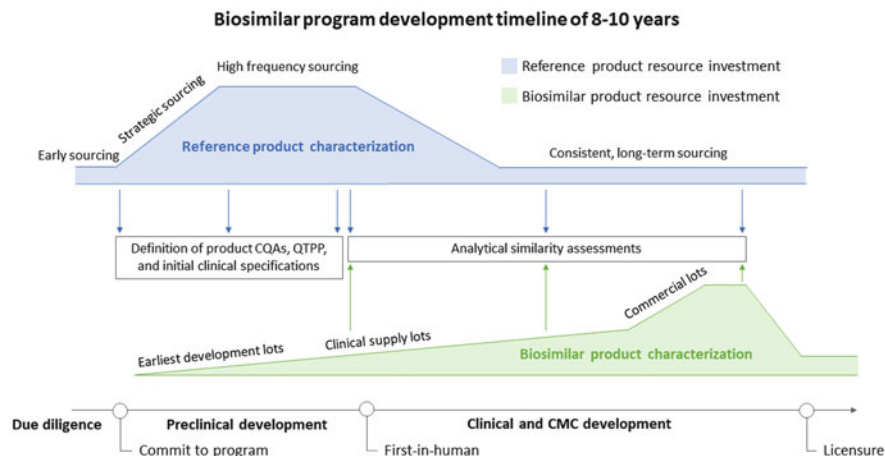 Biosimilar program development timeline of 8-10 years
High frequency sourcing
Reference product resource investment
Biosimilar product resource investment
Strategic sourcing
Early sourcing
Reference product characterization
Consistent, long-term sourcing
Definition of product CQAs, QTPP,
and initial clinical specifications
Analytical similarity assessments
Commercial lots
Clinical supply lots
Earliest development lots
Biosimilar product characterization
Due diligence
Preclinical development
Clinical and CMC development
Commit to program
First-in-human
Licensure